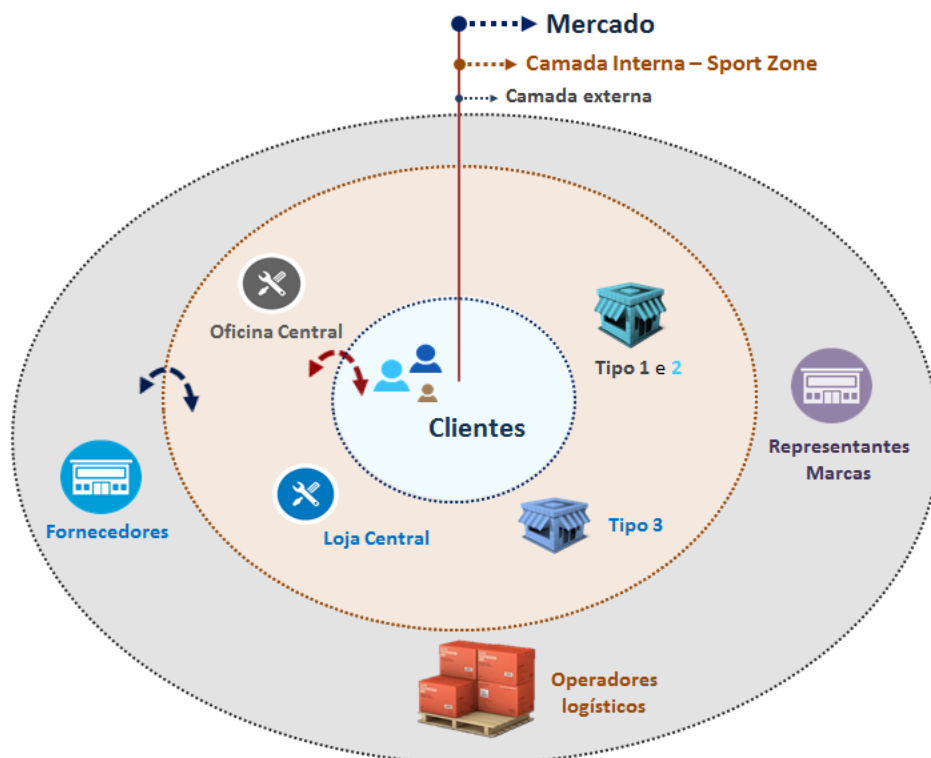 Mercado
Camada Interna – Sport Zone
Camada externa
Oficina Central
Tipo 1 e 2
Clientes
Representantes
Marcas
Fornecedores
Loja Central
Tipo 3
Operadores
logísticos